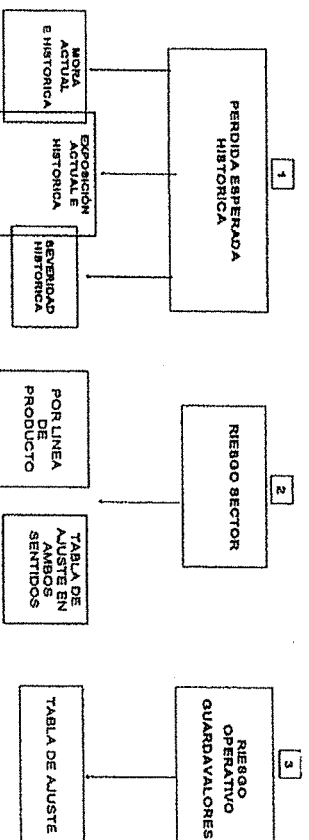 1
PERDIDA ESPERADA
HISTORICA
MORA
ACTUAL
E HISTORICA
EXPOSICIÓN
ACTUAL E
HISTORICA
SEVERIDAD
HISTORICA
2
RIESGO SECTOR
POR LINEA
DE
PRODUCTO
TABLA DE
AJUSTE EN
AMBOS
SENTIDOS
3
RIESGO
OPERATIVO
GUARDAVALORES
TABLA DE AJUSTE